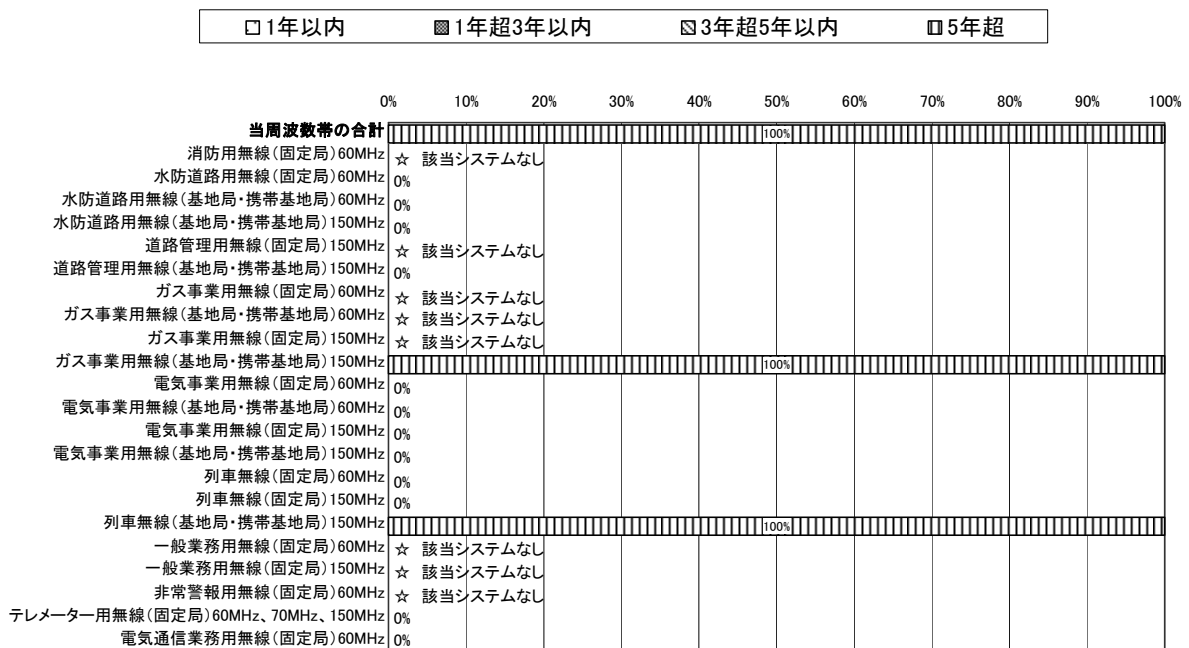 1年以内 1年超3年以内 3年超5年以内 5年超
0% 10% 20% 30% 40% 50% 60% 70% 80% 90% 100%
当周波数帯の合計 100%
消防用無線(固定局)60MHz ☆ 該当システムなし
水防道路用無線(固定局)60MHz 0%
水防道路用無線(基地局・携帯基地局)60MHz 0%
水防道路用無線(基地局・携帯基地局)150MHz 0%
道路管理用無線(固定局)150MHz ☆ 該当システムなし
道路管理用無線(基地局・携帯基地局)150MHz 0%
ガス事業用無線(固定局)60MHz ☆ 該当システムなし
ガス事業用無線(基地局・携帯基地局)60MHz ☆ 該当システムなし
ガス事業用無線(固定局)150MHz ☆ 該当システムなし
ガス事業用無線(基地局・携帯基地局)150MHz 100%
電気事業用無線(固定局)60MHz 0%
電気事業用無線(基地局・携帯基地局)60MHz 0%
電気事業用無線(固定局)150MHz 0%
電気事業用無線(基地局・携帯基地局)150MHz 0%
列車無線(固定局)60MHz 0%
列車無線(固定局)150MHz 0%
列車無線(基地局・携帯基地局)150MHz 100%
一般業務用無線(固定局)60MHz ☆ 該当システムなし
一般業務用無線(固定局)150MHz ☆ 該当システムなし
非常警報用無線(固定局)60MHz ☆ 該当システムなし
テレメーター用無線(固定局)60MHz、70MHz、150MHz 0%
電気通信業務用無線(固定局)60MHz 0%